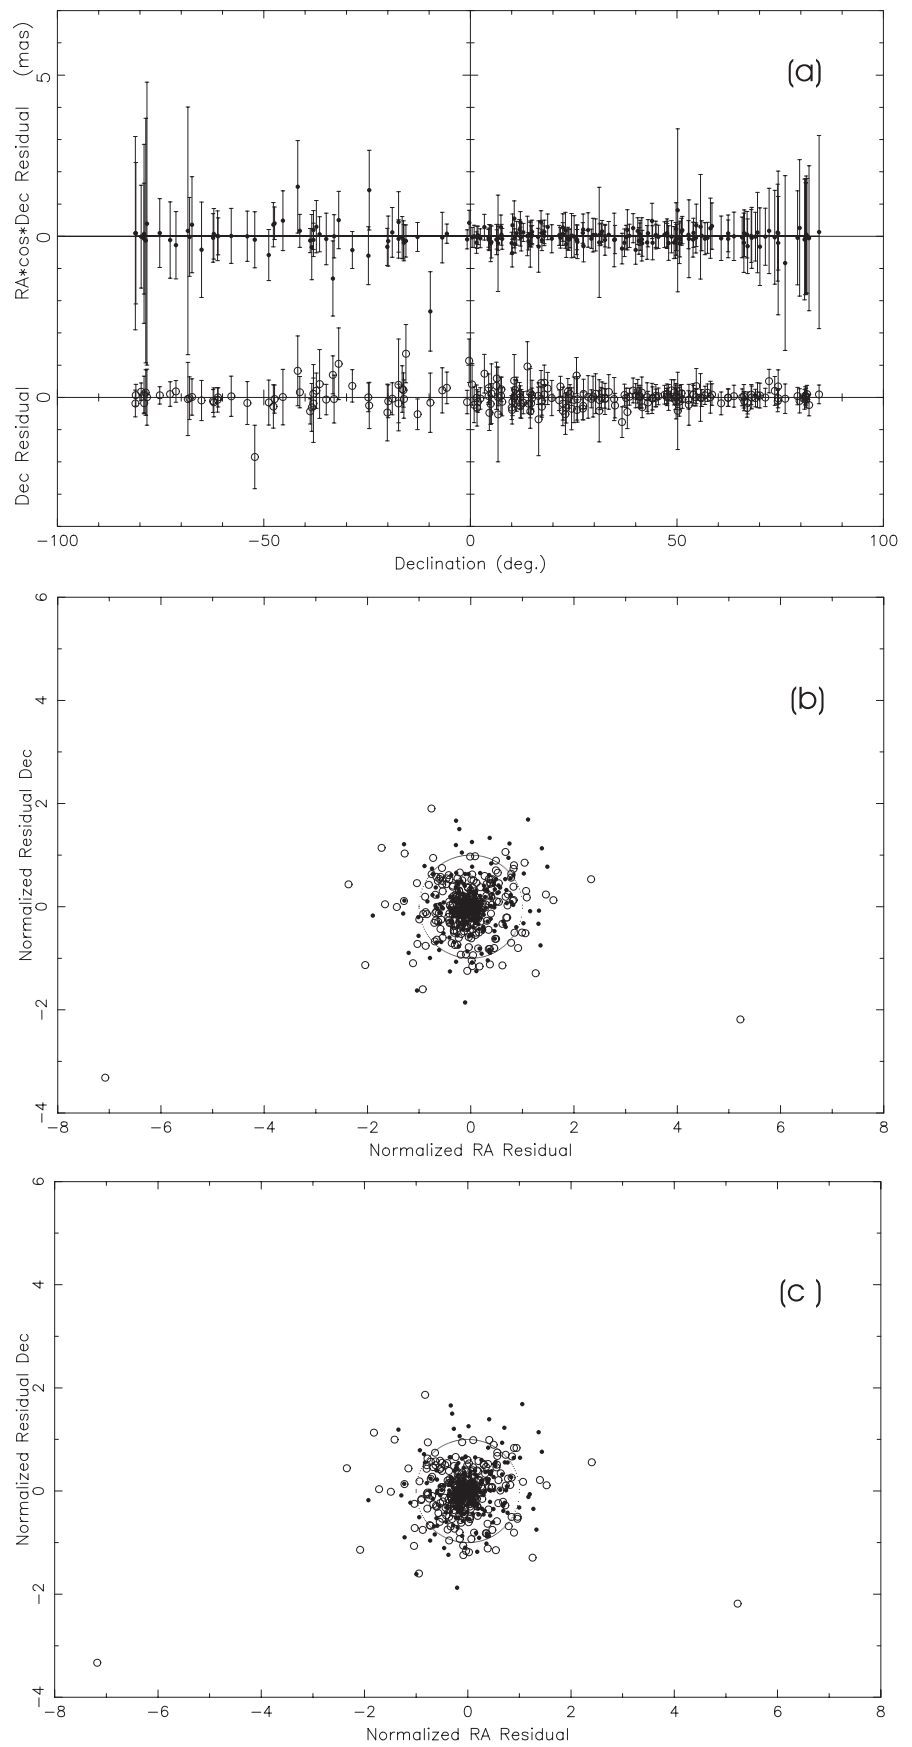 (a)
RA*cos*Dec Residual (mas)
5
0
Dec Residual
0
−100 −50 0 50 100
Declination (deg.)
(b)
Normalized Residual Dec
6
4
2
0
−2
−4
−8 −6 −4 −2 0 2 4 6 8
Normalized RA Residual
(c )
Normalized Residual Dec
6
4
2
0
−2
−4
−8 −6 −4 −2 0 2 4 6 8
Normalized RA Residual